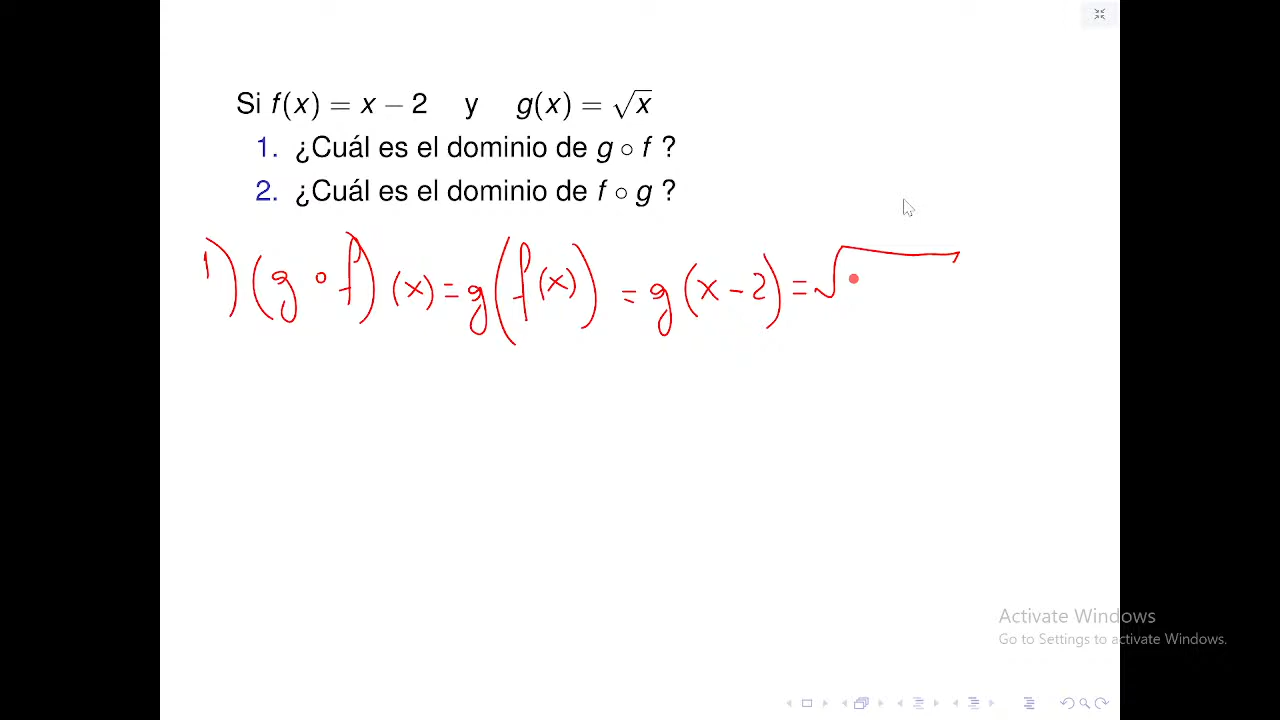 Si f(x) = x − 2 y g(x) = √x
1. ¿Cuál es el dominio de g ∘ f ?
2. ¿Cuál es el dominio de f ∘ g ?
1) (g ∘ f) (x) = g(f(x)) = g(x − 2) = √
Activate Windows
Go to Settings to activate Windows.